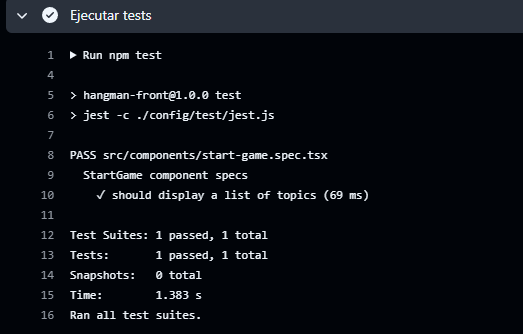 Ejecutar tests
1 ▶ Run npm test
4
5 > hangman-front@1.0.0 test
6 > jest -c ./config/test/jest.js
7
8 PASS src/components/start-game.spec.tsx
9 StartGame component specs
10 ✓ should display a list of topics (69 ms)
11
12 Test Suites: 1 passed, 1 total
13 Tests: 1 passed, 1 total
14 Snapshots: 0 total
15 Time: 1.383 s
16 Ran all test suites.